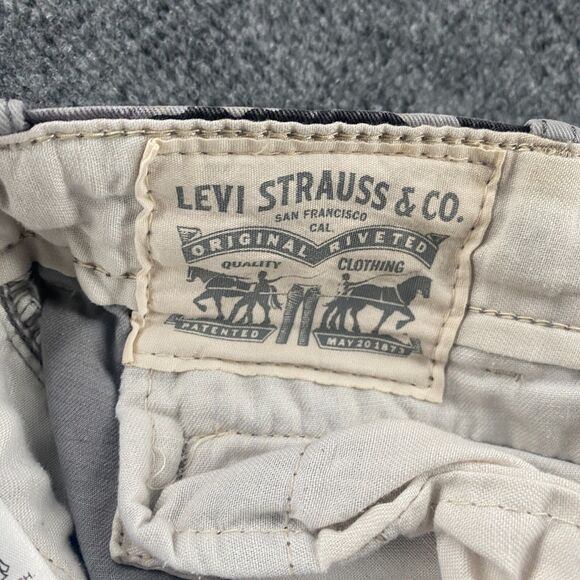 LEVI STRAUSS & CO.
SAN FRANCISCO
CAL.
ORIGINAL RIVETED
QUALITY CLOTHING
PATENTED MAY 20 1873